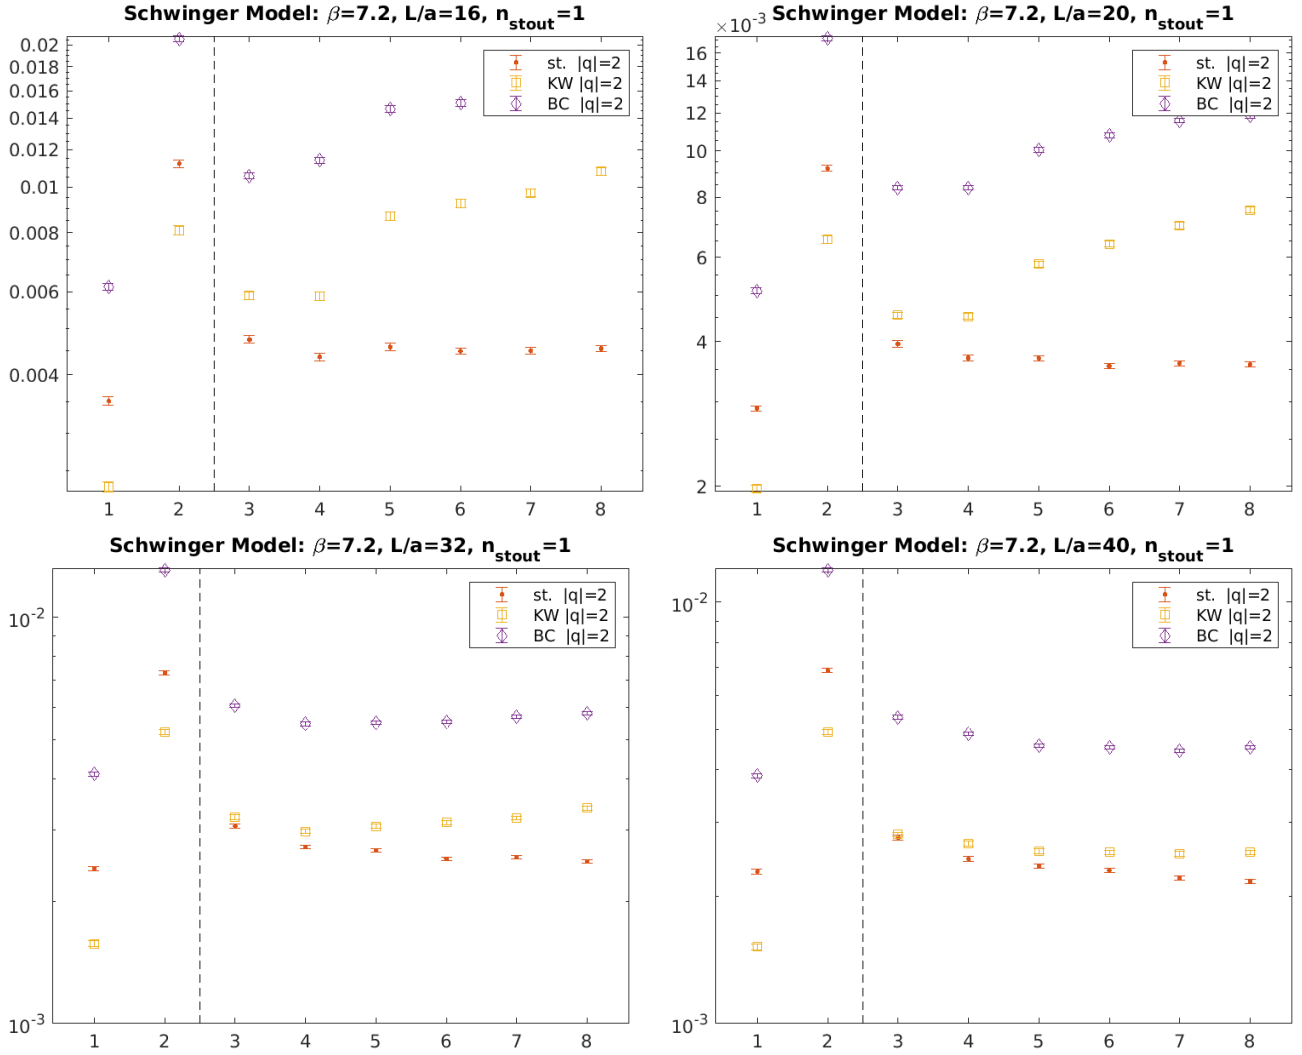 Schwinger Model: β=7.2, L/a=16, n_stout=1
0.02
0.018
0.016
0.014
0.012
0.01
0.008
0.006
0.004
st. |q|=2
KW |q|=2
BC |q|=2
1 2 3 4 5 6 7 8
×10^-3
Schwinger Model: β=7.2, L/a=20, n_stout=1
16
14
12
10
8
6
4
2
st. |q|=2
KW |q|=2
BC |q|=2
1 2 3 4 5 6 7 8
Schwinger Model: β=7.2, L/a=32, n_stout=1
10^-2
10^-3
st. |q|=2
KW |q|=2
BC |q|=2
1 2 3 4 5 6 7 8
Schwinger Model: β=7.2, L/a=40, n_stout=1
10^-2
10^-3
st. |q|=2
KW |q|=2
BC |q|=2
1 2 3 4 5 6 7 8